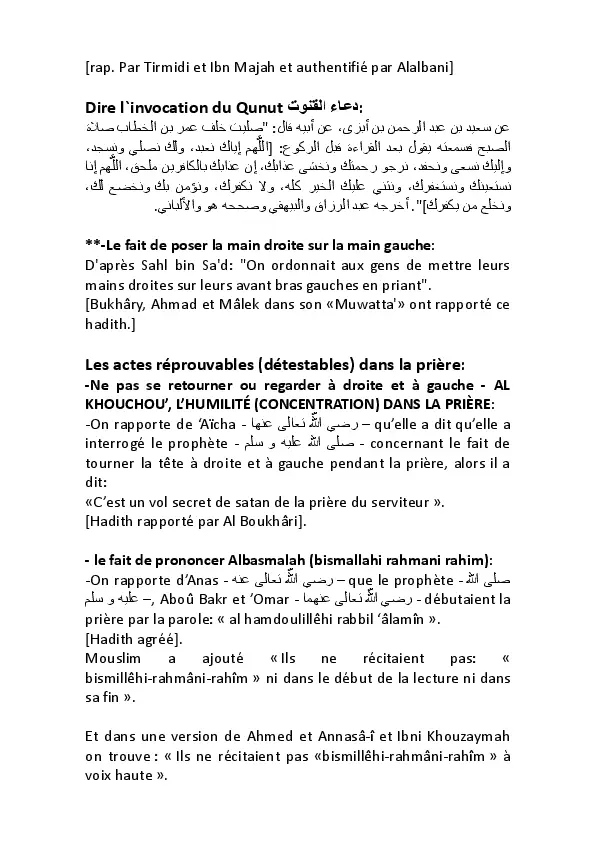 [rap. Par Tirmidi et Ibn Majah et authentifié par Alalbani]
Dire l`invocation du Qunut دعاء القنوت:
عن سعيد بن عبد الرحمن بن أبزى، عن أبيه قال: "صليت خلف عمر بن الخطاب صلاة
الصبح فسمعته يقول بعد القراءة قبل الركوع: [اللّهم إياك نعبد، ولك نصلي ونسجد،
وإليك نسعى ونحفد، نرجو رحمتك ونخشى عذابك، إن عذابك بالكافرين ملحق، اللّهم إنا
نستعينك ونستغفرك، ونثني عليك الخير كله، ولا نكفرك، ونؤمن بك ونخضع لك،
ونخلع من يكفرك]". أخرجه عبد الرزاق والبيهقي وصححه هو والألباني.
**-Le fait de poser la main droite sur la main gauche:
D'après Sahl bin Sa'd: "On ordonnait aux gens de mettre leurs
mains droites sur leurs avant bras gauches en priant".
[Bukhâry, Ahmad et Mâlek dans son «Muwatta'» ont rapporté ce
hadith.]
Les actes réprouvables (détestables) dans la prière:
-Ne pas se retourner ou regarder à droite et à gauche - AL
KHOUCHOU’, L’HUMILITÉ (CONCENTRATION) DANS LA PRIÈRE:
-On rapporte de ‘Aïcha - رضي الله تعالى عنها – qu’elle a dit qu’elle a
interrogé le prophète - صلى الله عليه و سلم - concernant le fait de
tourner la tête à droite et à gauche pendant la prière, alors il a
dit:
«C’est un vol secret de satan de la prière du serviteur ».
[Hadith rapporté par Al Boukhâri].
- le fait de prononcer Albasmalah (bismallahi rahmani rahim):
-On rapporte d’Anas - رضي الله تعالى عنه – que le prophète - صلى الله
عليه و سلم –, Aboû Bakr et ’Omar - رضي الله تعالى عنهما - débutaient la
prière par la parole: « al hamdoulillêhi rabbil ‘âlamîn ».
[Hadith agréé].
Mouslim a ajouté « Ils ne récitaient pas: «
bismillêhi-rahmâni-rahîm » ni dans le début de la lecture ni dans
sa fin ».
Et dans une version de Ahmed et Annasâ-î et Ibni Khouzaymah
on trouve : « Ils ne récitaient pas «bismillêhi-rahmâni-rahîm » à
voix haute ».